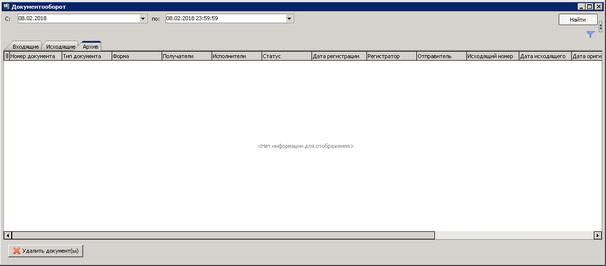 Документооборот
С: 08.02.2018 по: 08.02.2018 23:59:59 Найти
Входящие Исходящие Архив
Номер документа Тип документа Форма Получатели Исполнители Статус Дата регистрации Регистратор Отправитель Исходящий номер Дата исходящего Дата ориги
<Нет информации для отображения>
Удалить документ(ы)